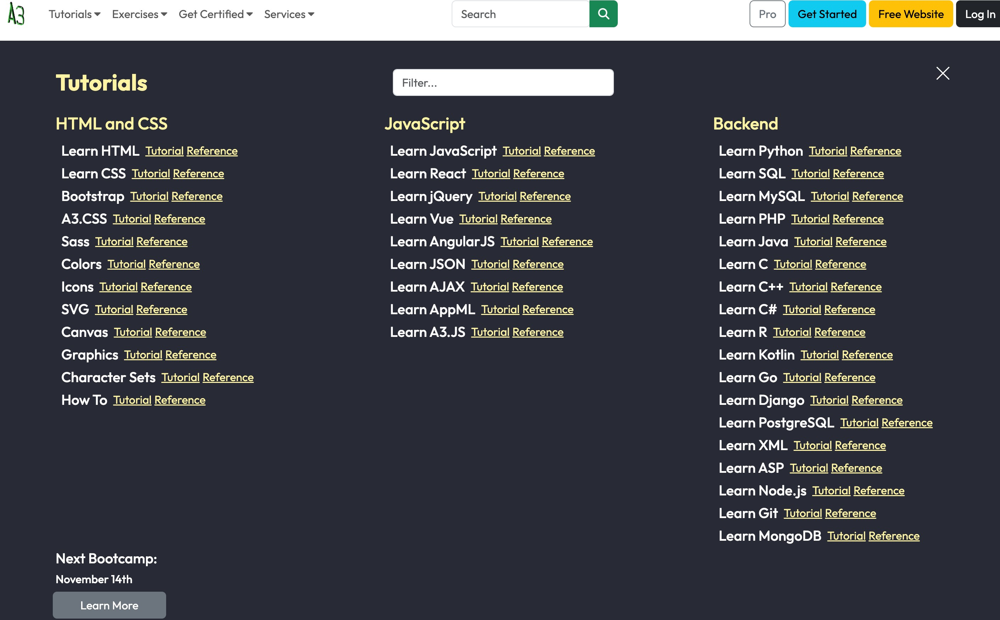 A3 Tutorials Exercises Get Certified Services Search Pro Get Started Free Website Log In
Tutorials
Filter...
HTML and CSS
Learn HTML Tutorial Reference
Learn CSS Tutorial Reference
Bootstrap Tutorial Reference
A3.CSS Tutorial Reference
Sass Tutorial Reference
Colors Tutorial Reference
Icons Tutorial Reference
SVG Tutorial Reference
Canvas Tutorial Reference
Graphics Tutorial Reference
Character Sets Tutorial Reference
How To Tutorial Reference
JavaScript
Learn JavaScript Tutorial Reference
Learn React Tutorial Reference
Learn jQuery Tutorial Reference
Learn Vue Tutorial Reference
Learn AngularJS Tutorial Reference
Learn JSON Tutorial Reference
Learn AJAX Tutorial Reference
Learn AppML Tutorial Reference
Learn A3.JS Tutorial Reference
Backend
Learn Python Tutorial Reference
Learn SQL Tutorial Reference
Learn MySQL Tutorial Reference
Learn PHP Tutorial Reference
Learn Java Tutorial Reference
Learn C Tutorial Reference
Learn C++ Tutorial Reference
Learn C# Tutorial Reference
Learn R Tutorial Reference
Learn Kotlin Tutorial Reference
Learn Go Tutorial Reference
Learn Django Tutorial Reference
Learn PostgreSQL Tutorial Reference
Learn XML Tutorial Reference
Learn ASP Tutorial Reference
Learn Node.js Tutorial Reference
Learn Git Tutorial Reference
Learn MongoDB Tutorial Reference
Next Bootcamp:
November 14th
Learn More